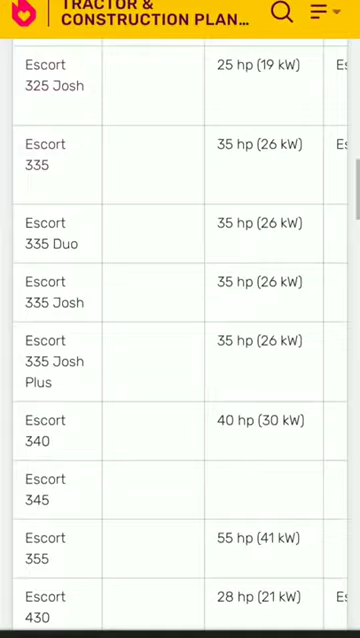 TRACTOR &
CONSTRUCTION PLAN...
Escort
325 Josh
25 hp (19 kW)
Escort
335
35 hp (26 kW)
Escort
335 Duo
35 hp (26 kW)
Escort
335 Josh
35 hp (26 kW)
Escort
335 Josh
Plus
35 hp (26 kW)
Escort
340
40 hp (30 kW)
Escort
345
Escort
355
55 hp (41 kW)
Escort
430
28 hp (21 kW)